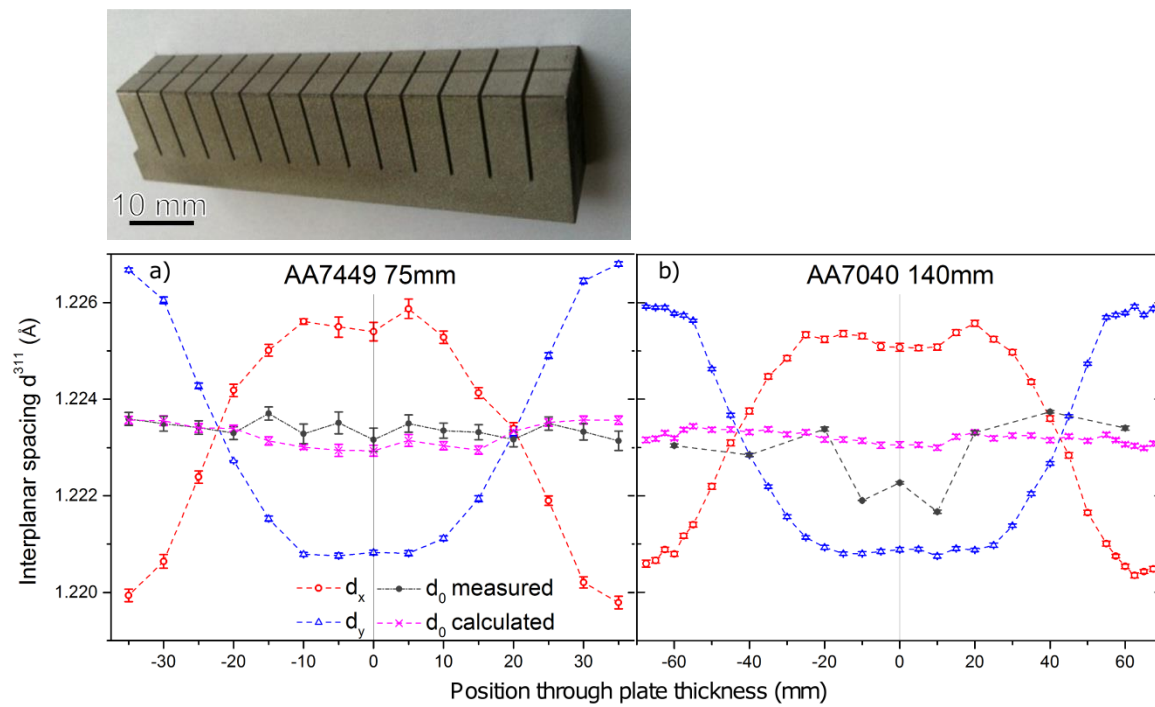 10 mm
a)
AA7449 75mm
b)
AA7040 140mm
Interplanar spacing d³¹¹ (Å)
1.226
1.224
1.222
1.220
dₓ
d₀ measured
dᵧ
d₀ calculated
-30 -20 -10 0 10 20 30
-60 -40 -20 0 20 40 60
Position through plate thickness (mm)